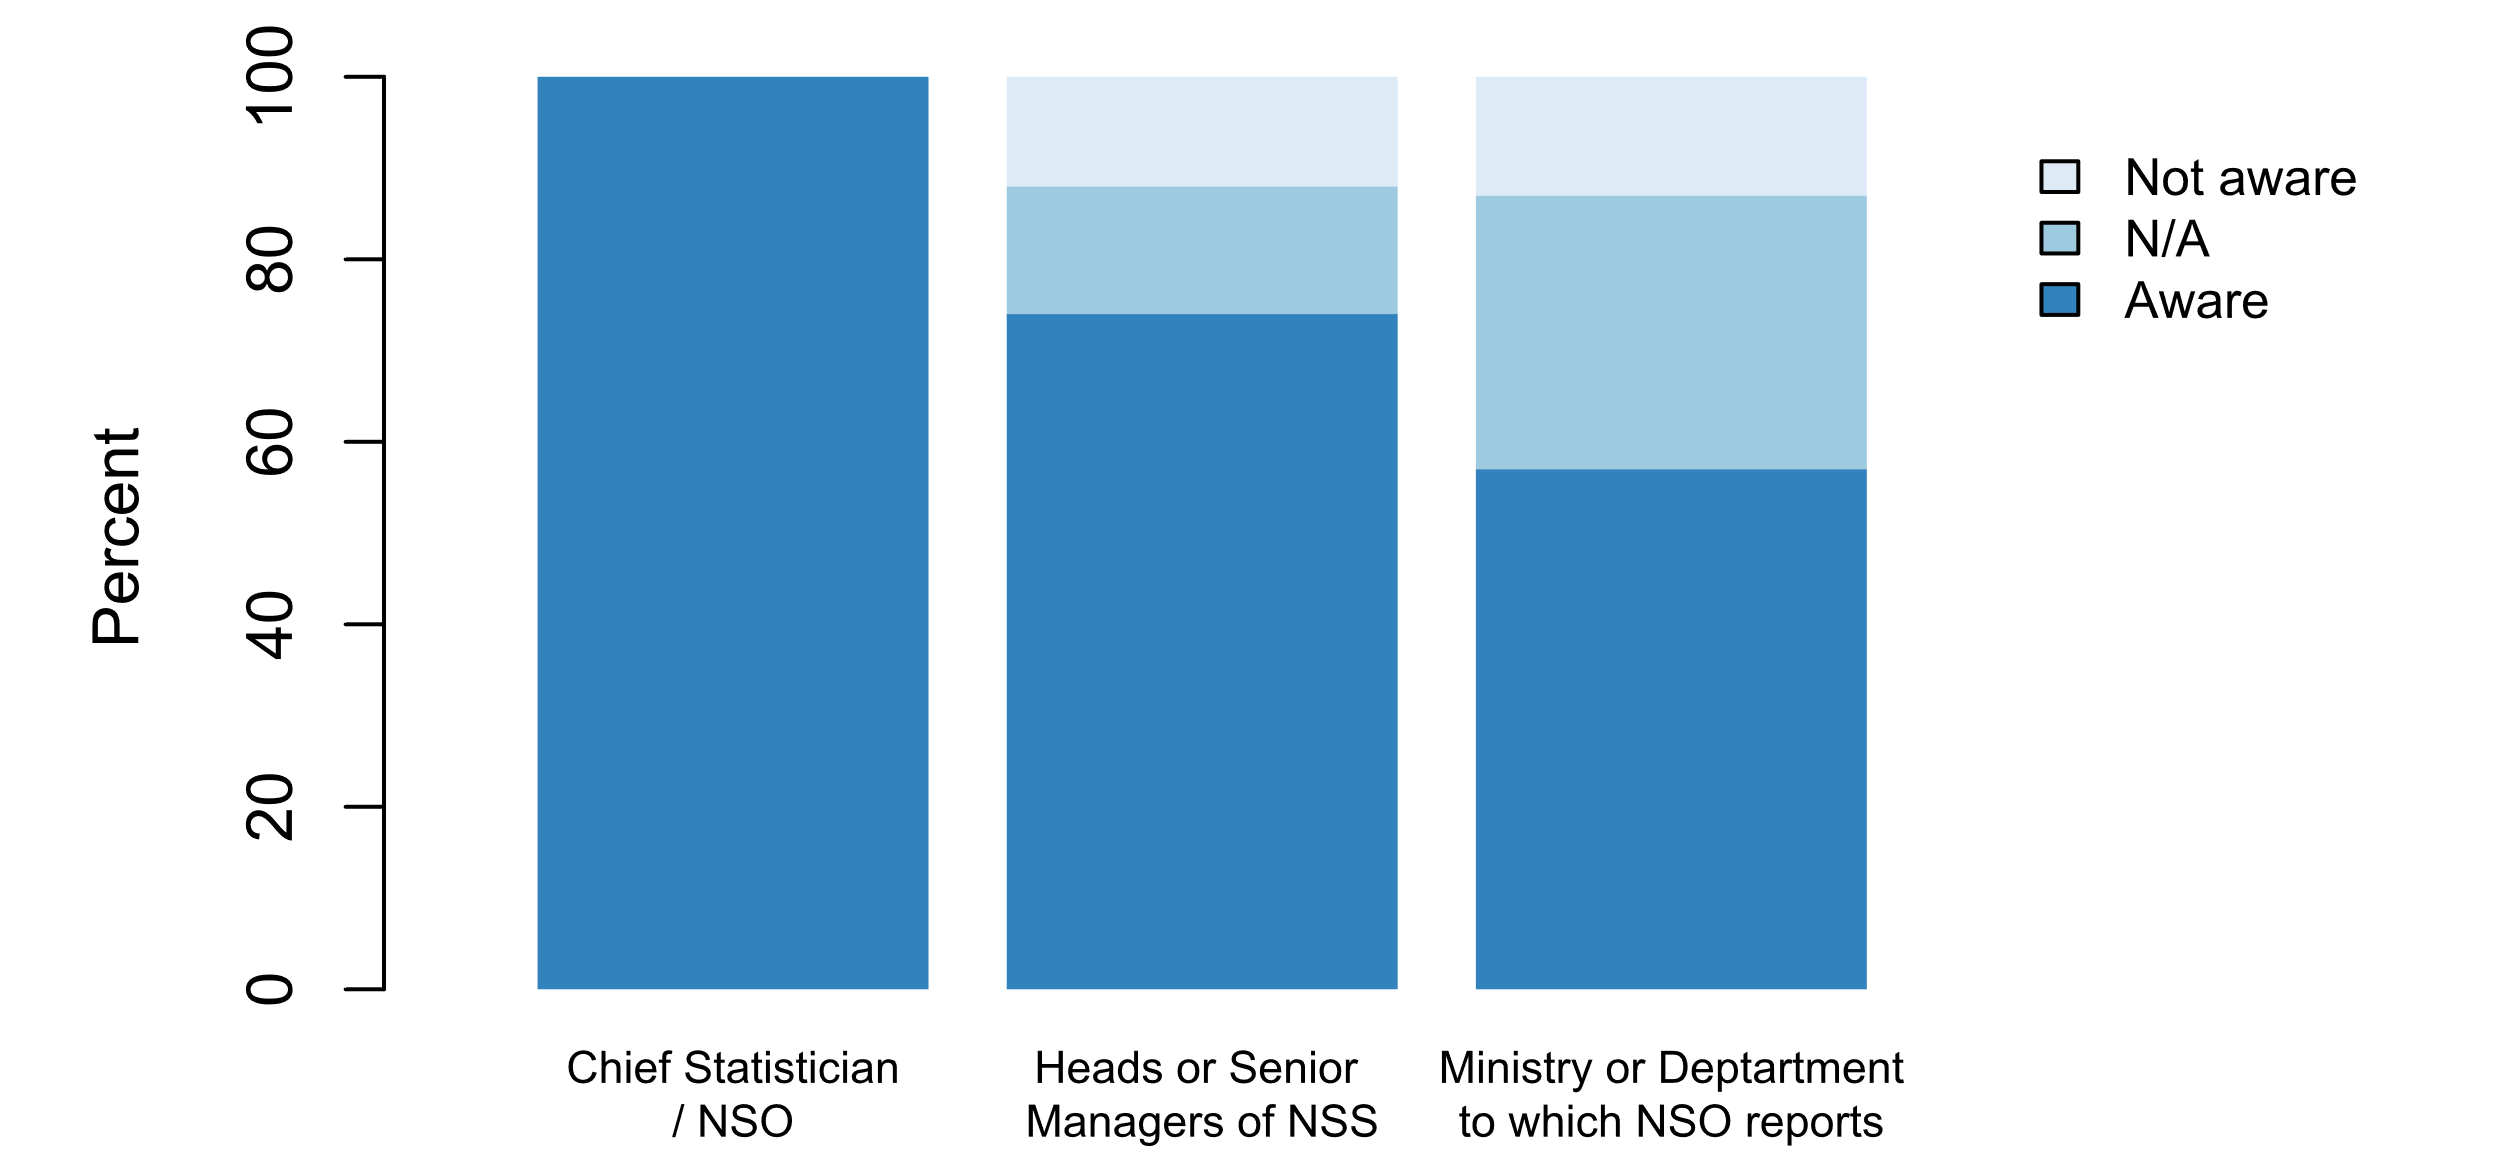 Percent
100
80
60
40
20
0
Not aware
N/A
Aware
Chief Statistician
/ NSO
Heads or Senior
Managers of NSS
Ministry or Deptartment
to which NSO reports